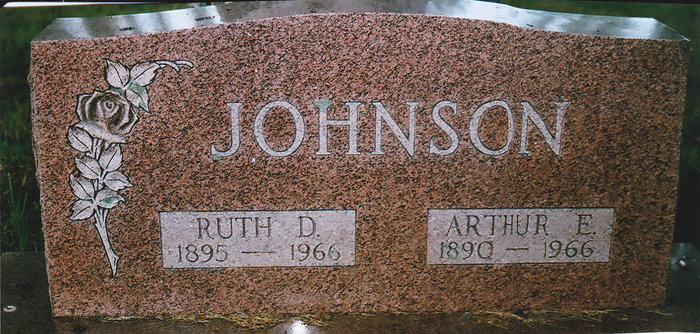 JOHNSON
RUTH D.
1895 — 1966
ARTHUR E.
1890 — 1966